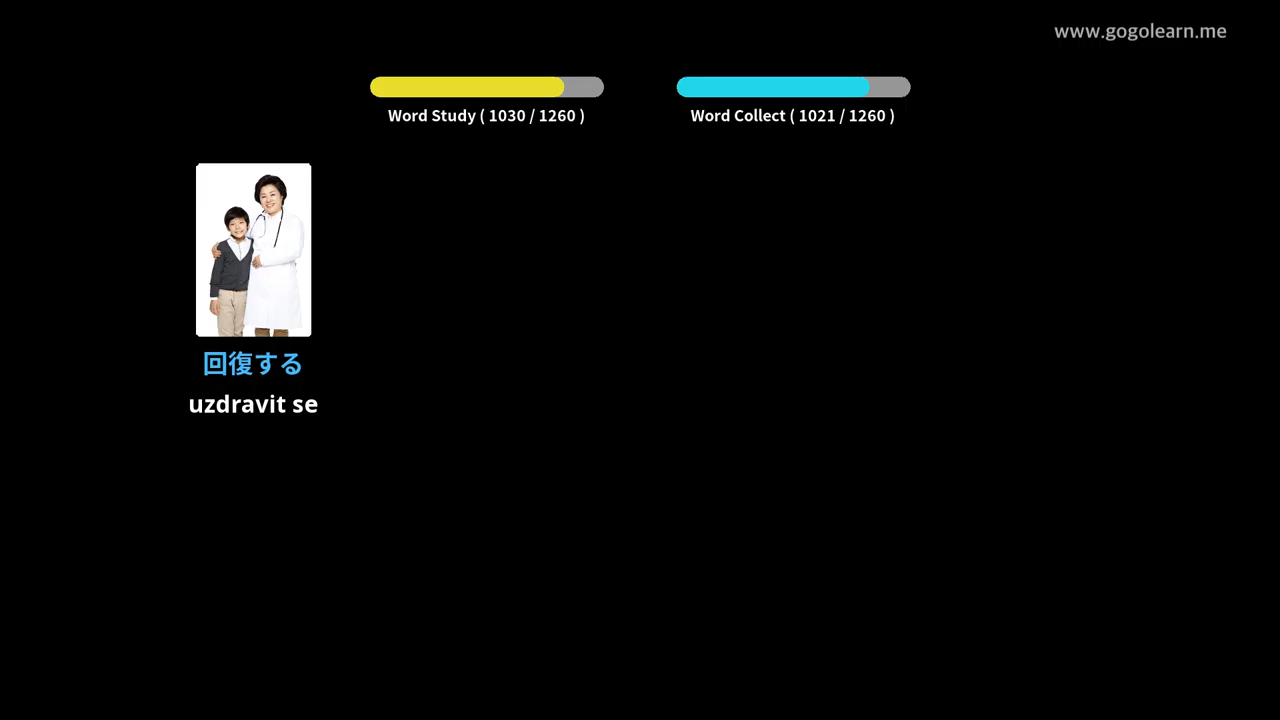 www.gogolearn.me
Word Study ( 1030 / 1260 )
Word Collect ( 1021 / 1260 )
回復する
uzdravit se